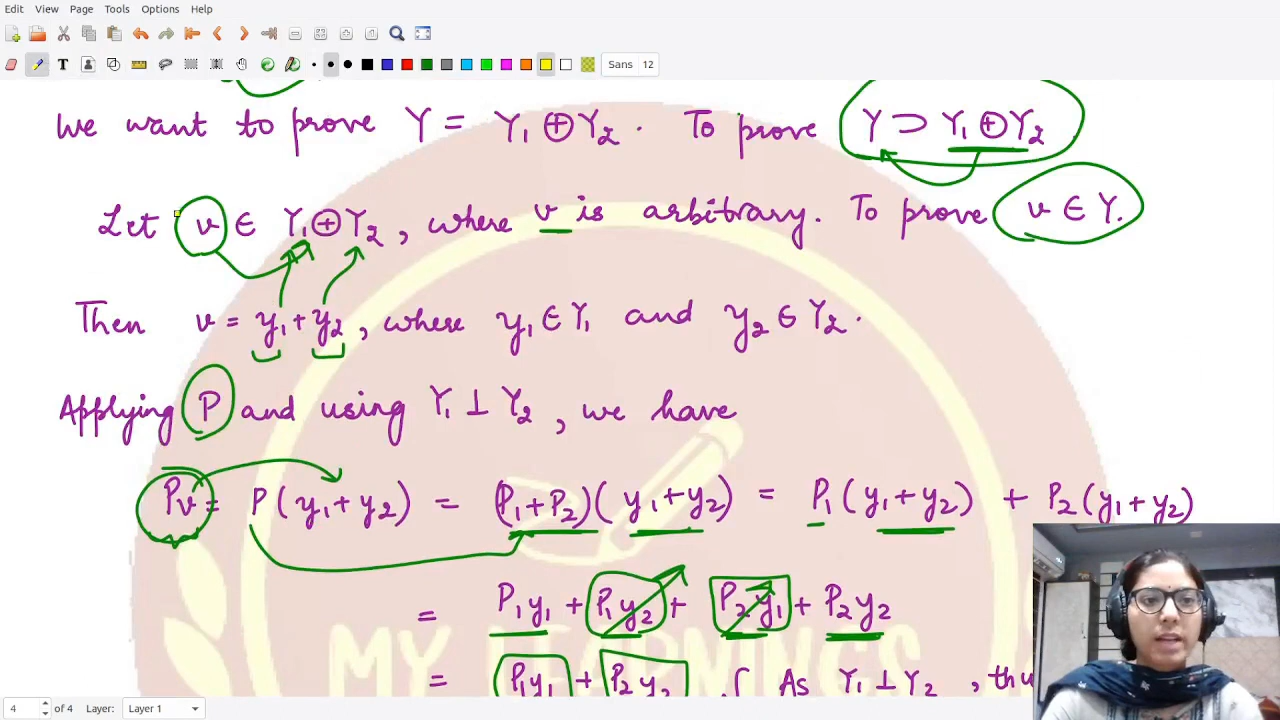 Edit View Page Tools Options Help
Sans 12
We want to prove Y = Y₁ ⊕ Y₂ . To prove Y ⊃ Y₁ ⊕ Y₂
Let v ∈ Y₁ ⊕ Y₂ , where v is arbitrary. To prove v ∈ Y.
Then v = y₁ + y₂ , where y₁ ∈ Y₁ and y₂ ∈ Y₂ .
Applying P and using Y₁ ⊥ Y₂ , we have
Pv = P(y₁+y₂) = (P₁+P₂)(y₁+y₂) = P₁(y₁+y₂) + P₂(y₁+y₂)
= P₁y₁ + P₁y₂ + P₂y₁ + P₂y₂
= P₁y₁ + P₂y₂ . [ As Y₁ ⊥ Y₂ , thu
MY LEARNINGS
4 of 4 Layer: Layer 1